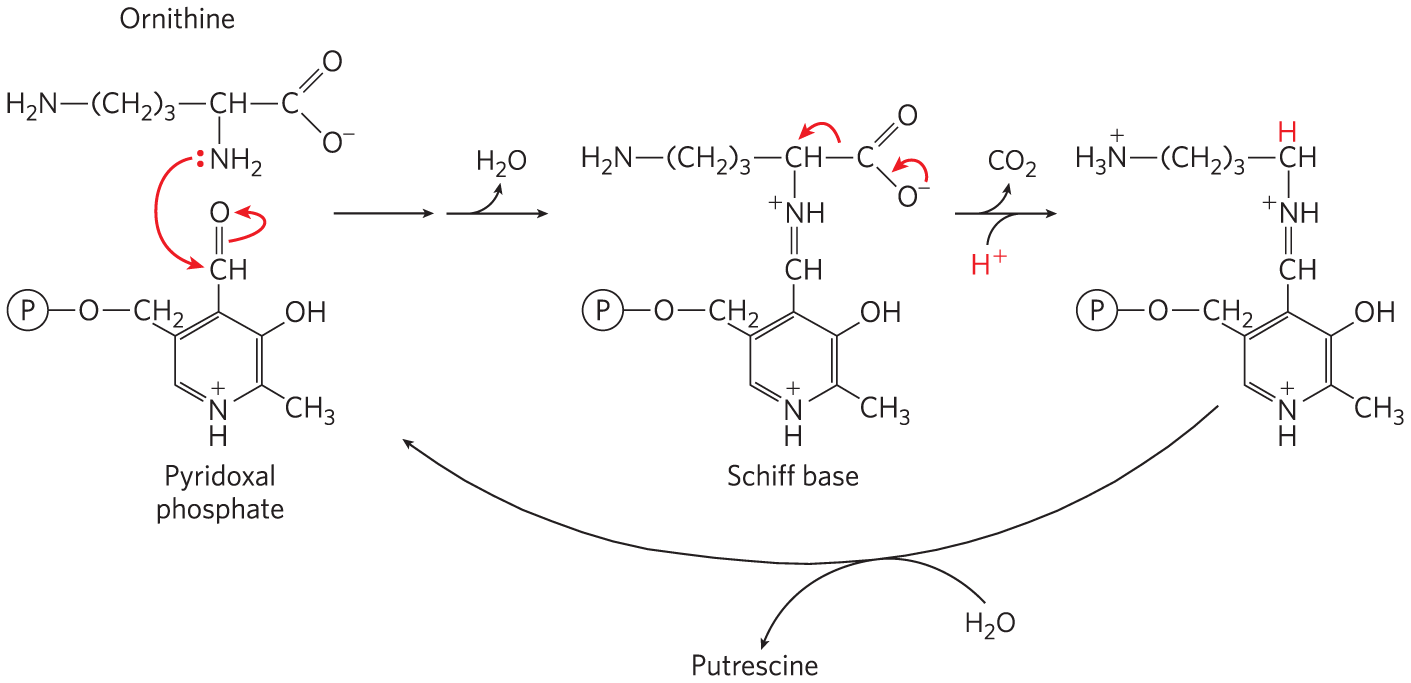 Ornithine
H₂N—(CH₂)₃—CH—C
O
O⁻
:NH₂
O
CH
P—O—CH₂
OH
+
N
H
CH₃
Pyridoxal
phosphate
H₂O
H₂N—(CH₂)₃—CH—C
O
O⁻
+NH
CH
P—O—CH₂
OH
+
N
H
CH₃
Schiff base
CO₂
H⁺
H
H₃N⁺—(CH₂)₃—CH
+NH
CH
P—O—CH₂
OH
+
N
H
CH₃
H₂O
Putrescine